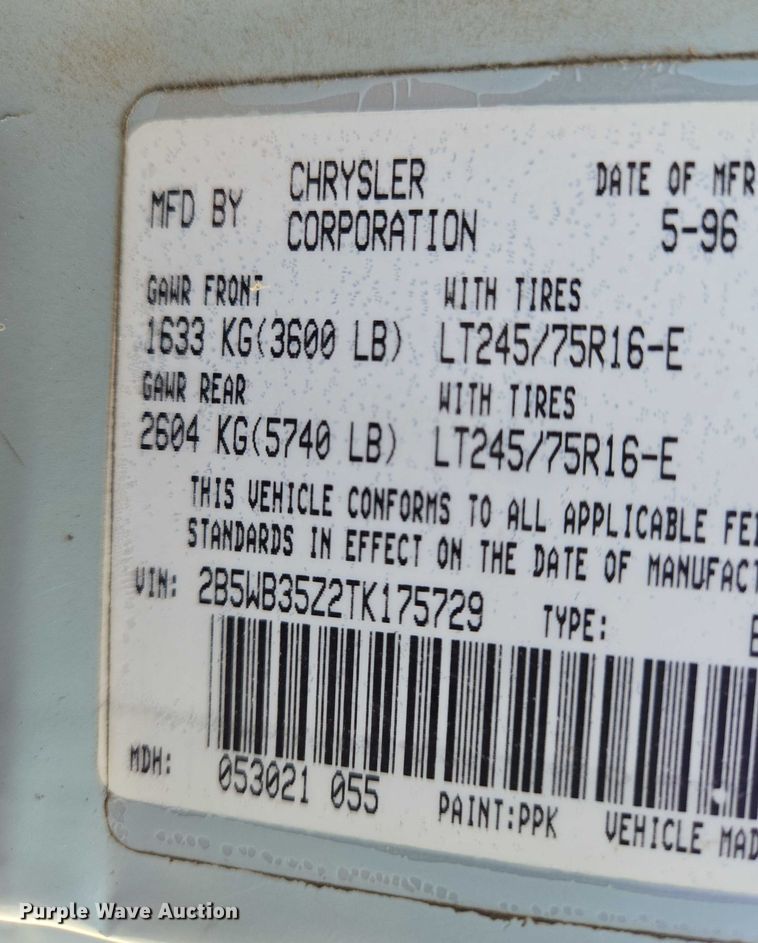 MFD BY CHRYSLER CORPORATION
DATE OF MFR
5-96
GAWR FRONT WITH TIRES
1633 KG(3600 LB) LT245/75R16-E
GAWR REAR WITH TIRES
2604 KG(5740 LB) LT245/75R16-E
THIS VEHICLE CONFORMS TO ALL APPLICABLE
STANDARDS IN EFFECT ON THE DATE OF
VIN: 2B5WB35Z2TK175729 TYPE:
MDH: 053021 055 PAINT:PPK VEHICLE
Purple Wave Auction